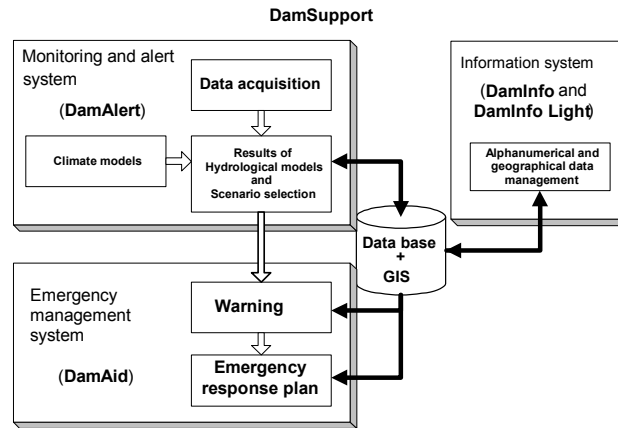 DamSupport
Monitoring and alert
system
(DamAlert)
Data acquisition
Climate models
Results of
Hydrological models
and
Scenario selection
Information system
(DamInfo and
DamInfo Light)
Alphanumerical and
geographical data
management
Data base
+
GIS
Emergency
management
system
(DamAid)
Warning
Emergency
response plan